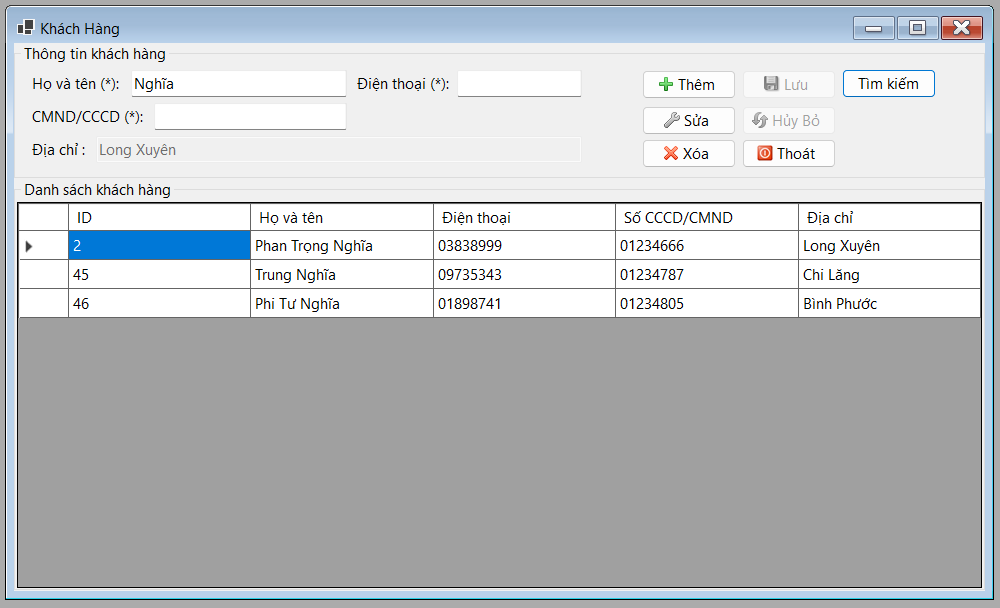 Khách Hàng
Thông tin khách hàng
Họ và tên (*): Nghĩa Điện thoại (*): Thêm Lưu Tìm kiếm
CMND/CCCD (*): Sửa Hủy Bỏ
Địa chỉ : Long Xuyên Xóa Thoát
Danh sách khách hàng
ID Họ và tên Điện thoại Số CCCD/CMND Địa chỉ
2 Phan Trọng Nghĩa 03838999 01234666 Long Xuyên
45 Trung Nghĩa 09735343 01234787 Chi Lăng
46 Phi Tư Nghĩa 01898741 01234805 Bình Phước